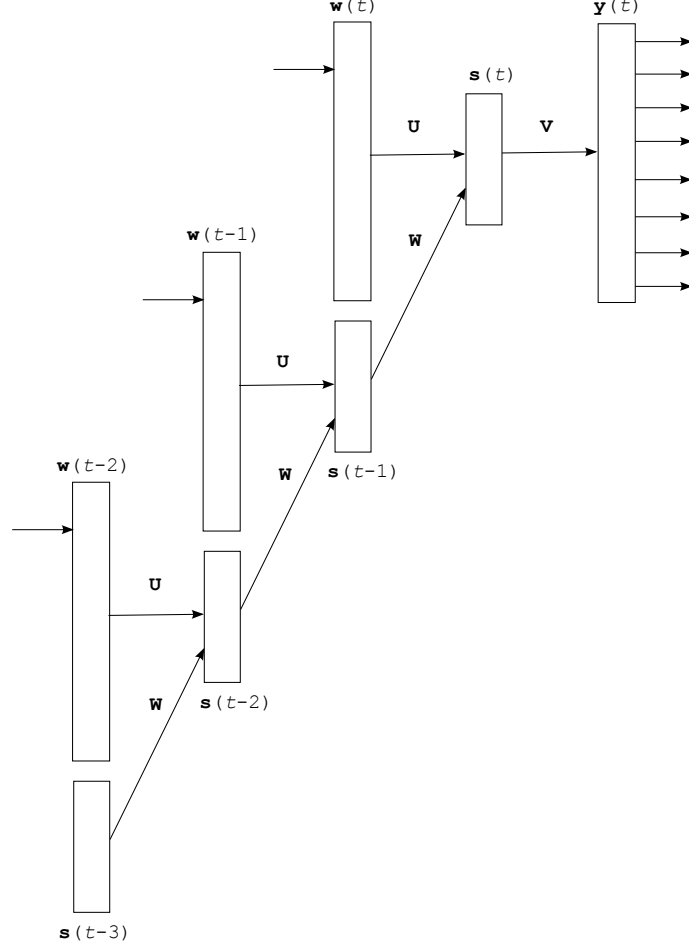 w(t)
y(t)
s(t)
U
V
w(t-1)
W
U
s(t-1)
w(t-2)
W
U
s(t-2)
W
s(t-3)